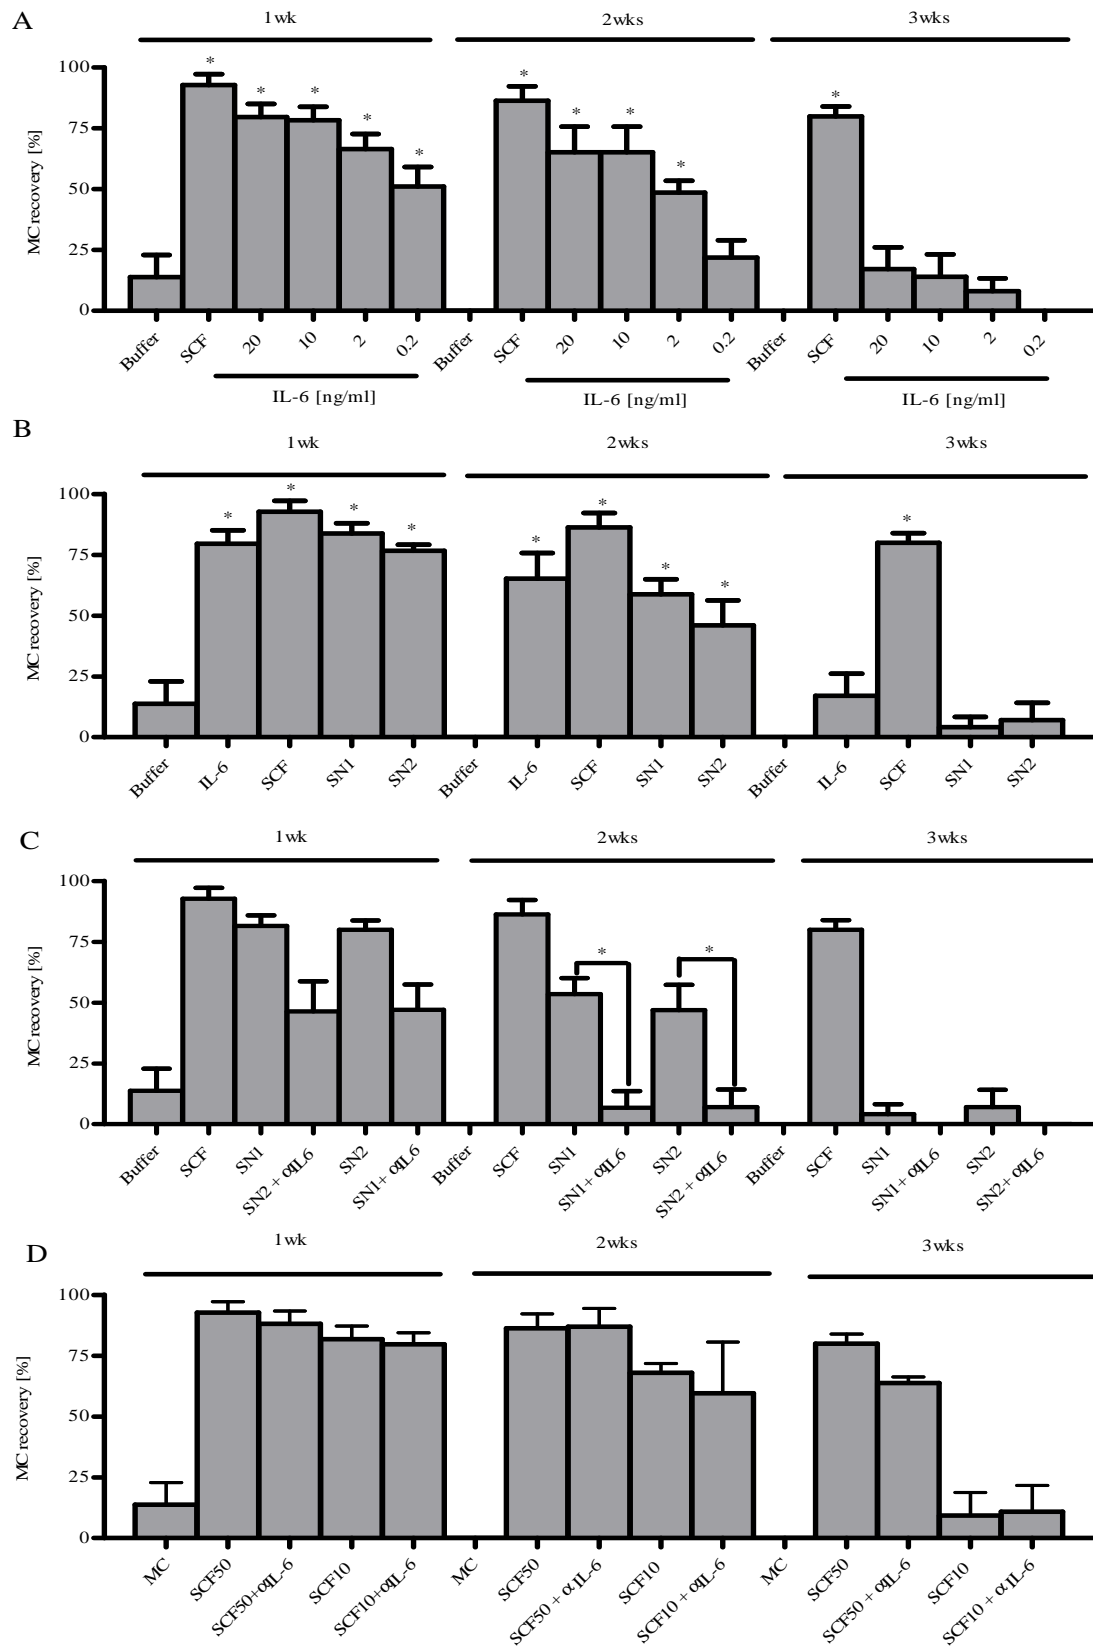 A
1wk 2wks 3wks
MC recovery [%]
100
75
50
25
0
* * * * * * * * * *
Buffer SCF 20 10 2 0.2 Buffer SCF 20 10 2 0.2 Buffer SCF 20 10 2 0.2
IL-6 [ng/ml] IL-6 [ng/ml] IL-6 [ng/ml]
B
1wk 2wks 3wks
MC recovery [%]
100
75
50
25
0
* * * * * * * * *
Buffer IL-6 SCF SN1 SN2 Buffer IL-6 SCF SN1 SN2 Buffer IL-6 SCF SN1 SN2
C
1wk 2wks 3wks
MC recovery [%]
100
75
50
25
0
* *
Buffer SCF SN1 SN2 + αIL6 SN2 SN1+ αIL6 Buffer SCF SN1 SN1+ αIL6 SN2 SN2 + αIL6 Buffer SCF SN1 SN1+ αIL6 SN2 SN2+ αIL6
D
1wk 2wks 3wks
MC recovery [%]
100
75
50
25
0
MC SCF50 SCF50+αIL-6 SCF10 SCF10+αIL-6 MC SCF50 SCF50 + α IL-6 SCF10 SCF10 + αIL-6 MC SCF50 SCF50 + αIL-6 SCF10 SCF10 + α IL-6